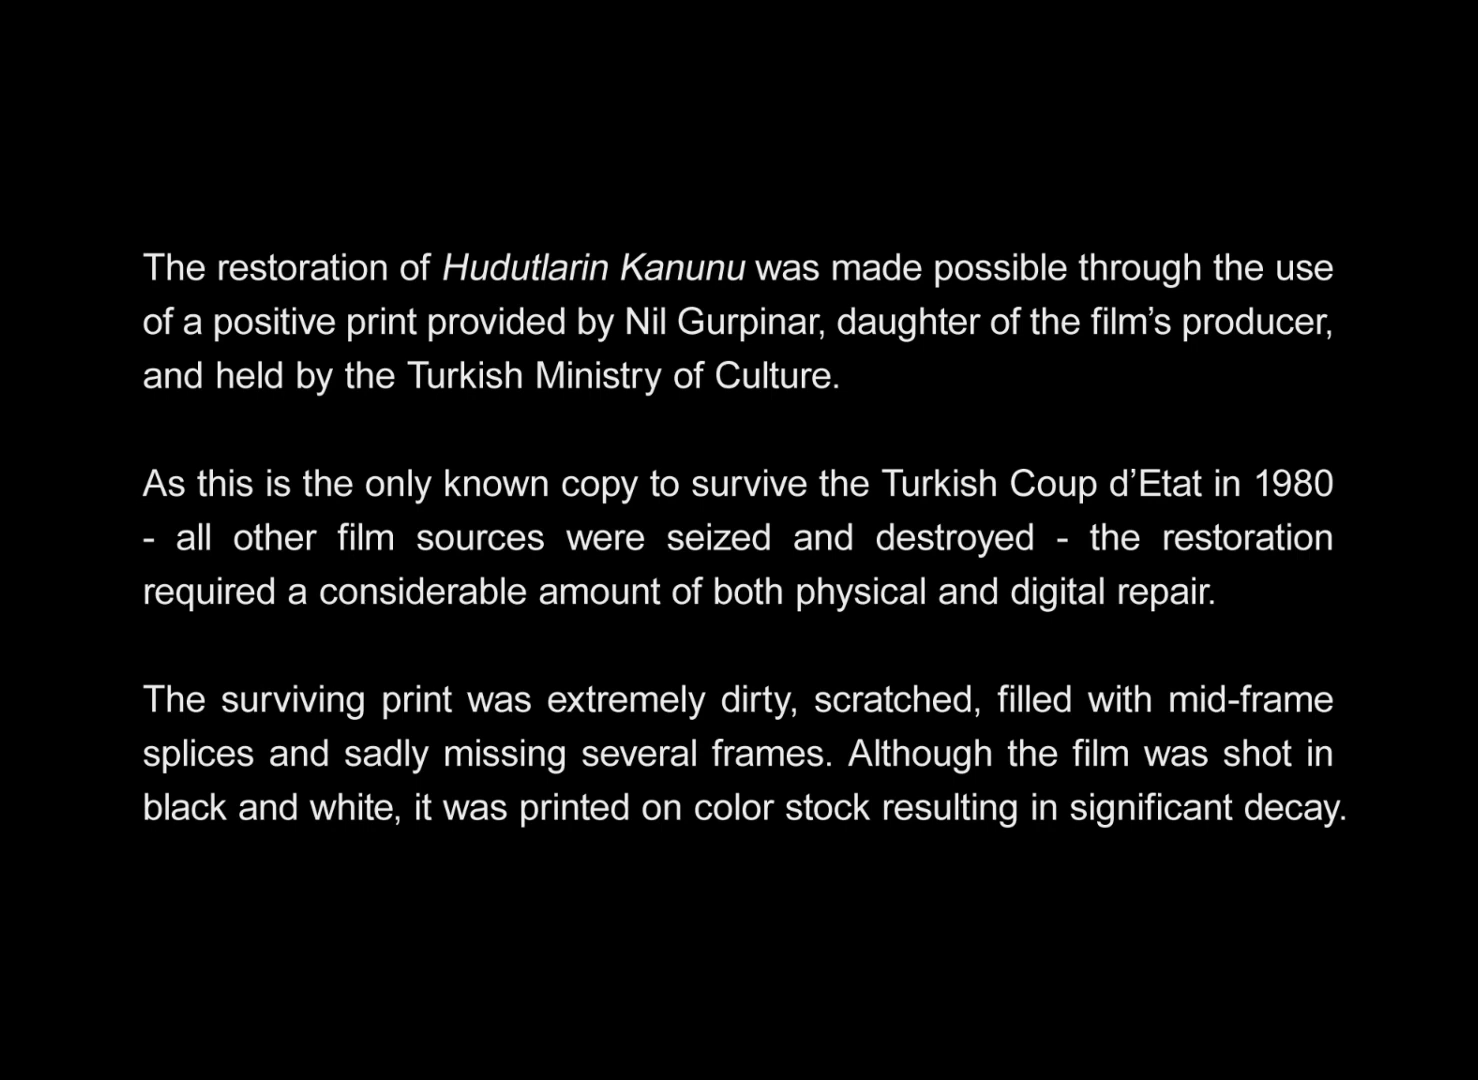 The restoration of Hudutlarin Kanunu was made possible through the use
of a positive print provided by Nil Gurpinar, daughter of the film’s producer,
and held by the Turkish Ministry of Culture.
As this is the only known copy to survive the Turkish Coup d’Etat in 1980
- all other film sources were seized and destroyed - the restoration
required a considerable amount of both physical and digital repair.
The surviving print was extremely dirty, scratched, filled with mid-frame
splices and sadly missing several frames. Although the film was shot in
black and white, it was printed on color stock resulting in significant decay.